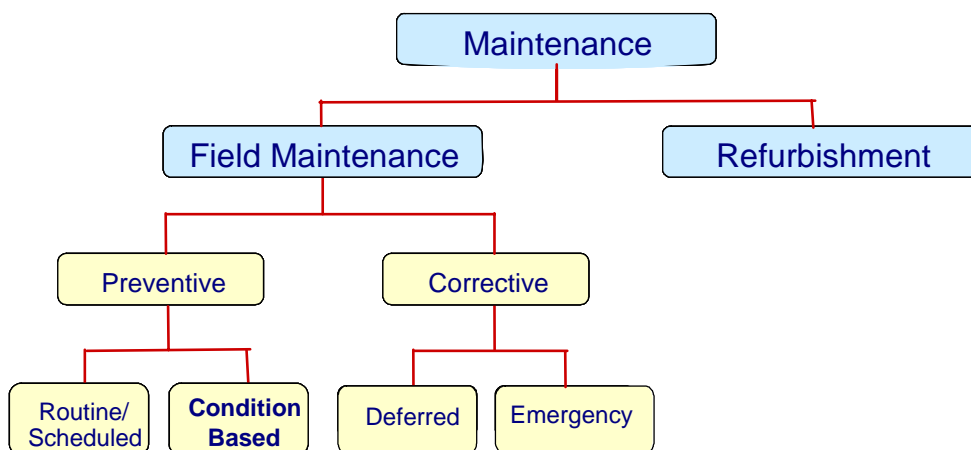 Maintenance
Field Maintenance
Refurbishment
Preventive
Corrective
Routine/
Scheduled
Condition
Based
Deferred
Emergency